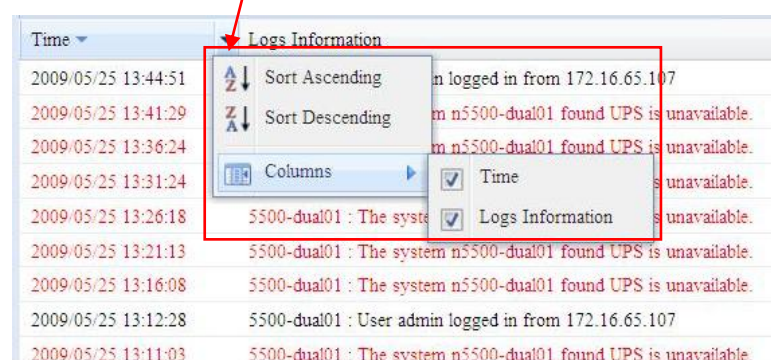 Time Logs Information
2009/05/25 13:44:51 Sort Ascending n logged in from 172.16.65.107
2009/05/25 13:41:29 Sort Descending m n5500-dual01 found UPS is unavailable.
2009/05/25 13:36:24 m n5500-dual01 found UPS is unavailable.
2009/05/25 13:31:24 Columns Time s unavailable.
2009/05/25 13:26:18 5500-dual01 : The syste Logs Information s unavailable.
2009/05/25 13:21:13 5500-dual01 : The system n5500-dual01 found UPS is unavailable.
2009/05/25 13:16:08 5500-dual01 : The system n5500-dual01 found UPS is unavailable.
2009/05/25 13:12:28 5500-dual01 : User admin logged in from 172.16.65.107
2009/05/25 13:11:03 5500-dual01 : The system n5500-dual01 found UPS is unavailable